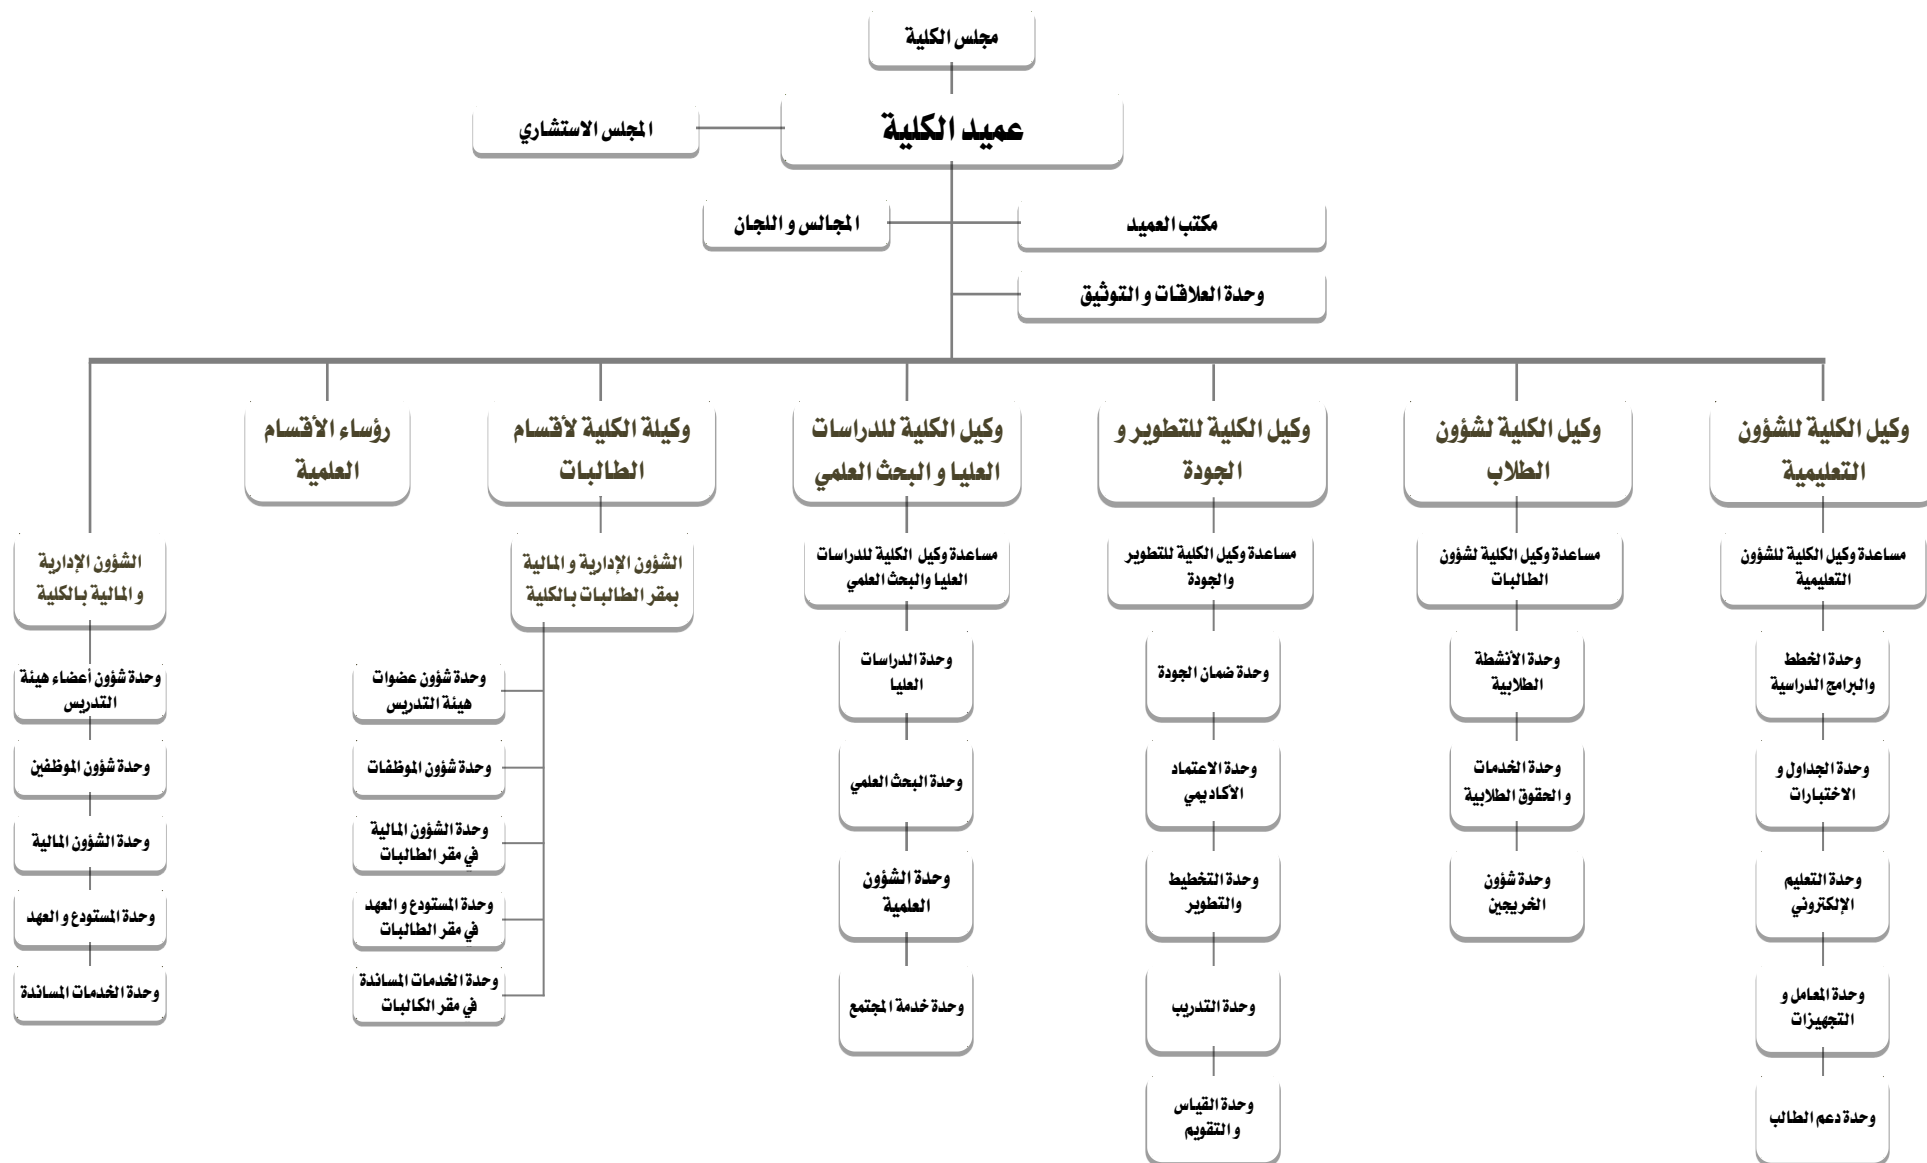 مجلس الكلية
عميد الكلية
المجلس الاستشاري
مكتب العميد
المجالس و اللجان
وحدة العلاقات و التوثيق
وكيل الكلية للشؤون
التعليمية
وكيل الكلية لشؤون
الطلاب
وكيل الكلية للتطوير و
الجودة
وكيل الكلية للدراسات
العليا و البحث العلمي
وكيلة الكلية لأقسام
الطالبات
رؤساء الأقسام
العلمية
مساعدة وكيل الكلية للشؤون
التعليمية
مساعدة وكيل الكلية لشؤون
الطالبات
مساعدة وكيل الكلية للتطوير
والجودة
مساعدة وكيل الكلية للدراسات
العليا والبحث العلمي
الشؤون الإدارية و المالية
بمقر الطالبات بالكلية
الشؤون الإدارية
و المالية بالكلية
وحدة الخطط
والبرامج الدراسية
وحدة الجداول و
الاختبارات
وحدة التعليم
الإلكتروني
وحدة المعامل و
التجهيزات
وحدة دعم الطالب
وحدة الأنشطة
الطلابية
وحدة الخدمات
و الحقوق الطلابية
وحدة شؤون
الخريجين
وحدة ضمان الجودة
وحدة الاعتماد
الأكاديمي
وحدة التخطيط
والتطوير
وحدة التدريب
وحدة القياس
و التقويم
وحدة الدراسات
العليا
وحدة البحث العلمي
وحدة الشؤون
العلمية
وحدة خدمة المجتمع
وحدة شؤون عضوات
هيئة التدريس
وحدة شؤون الموظفات
وحدة الشؤون المالية
في مقر الطالبات
وحدة المستودع و العهد
في مقر الطالبات
وحدة الخدمات المساندة
في مقر الكالبات
وحدة شؤون أعضاء هيئة
التدريس
وحدة شؤون الموظفين
وحدة الشؤون المالية
وحدة المستودع و العهد
وحدة الخدمات المساندة